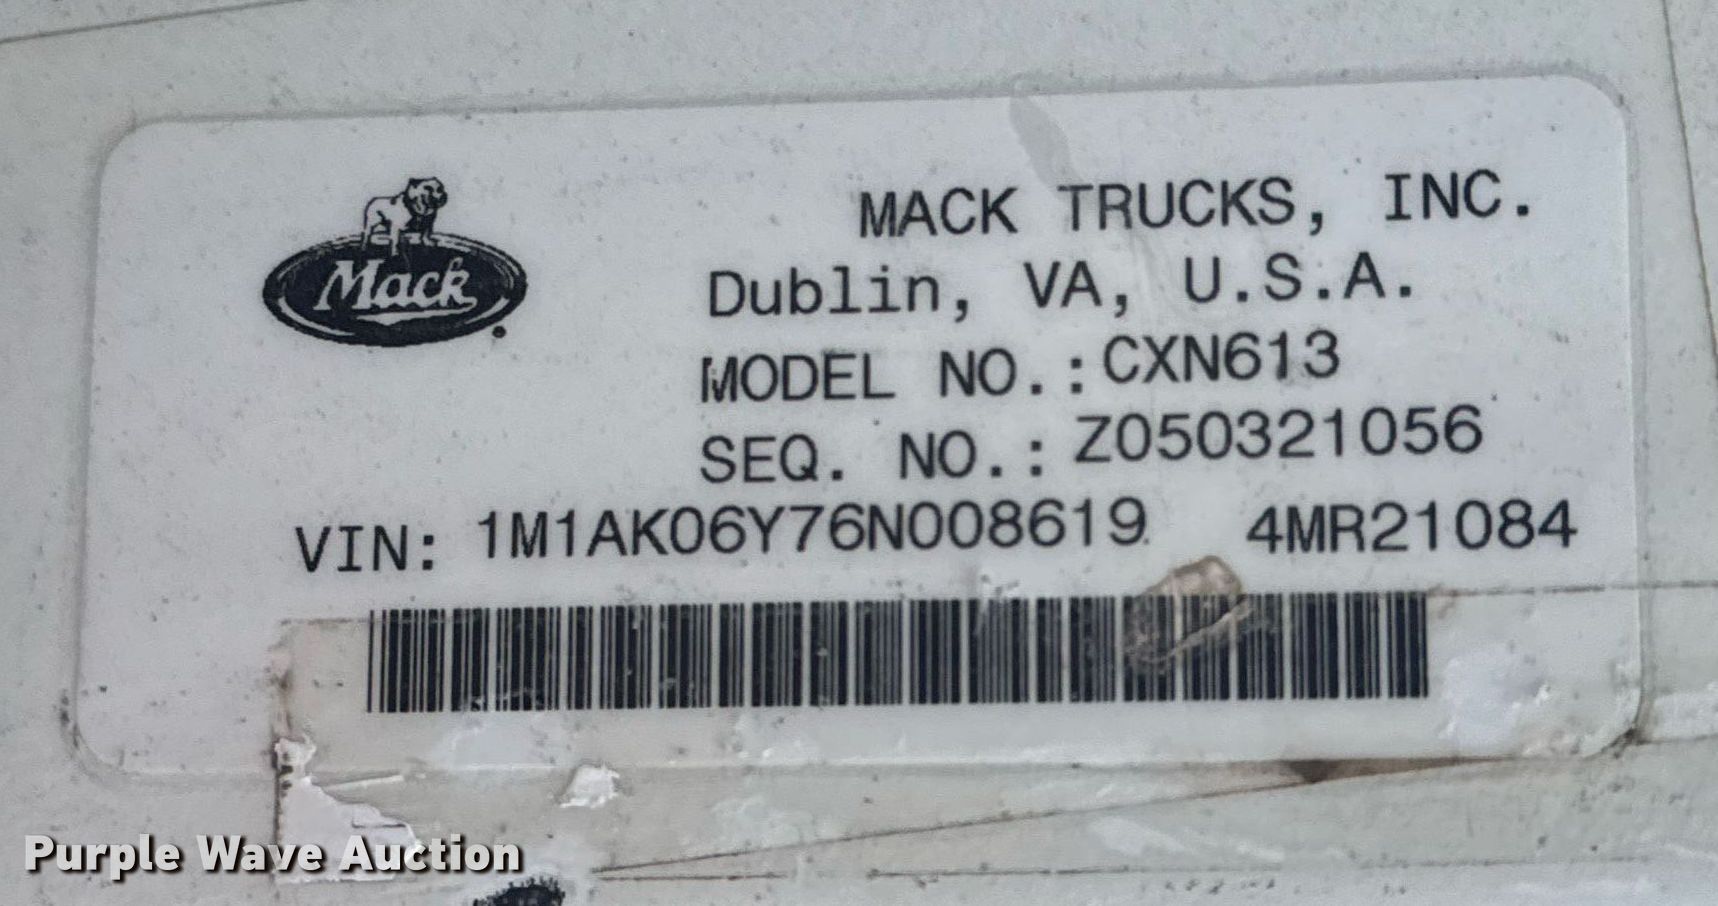 Mack
MACK TRUCKS, INC.
Dublin, VA, U.S.A.
MODEL NO.: CXN613
SEQ. NO.: Z050321056
VIN: 1M1AK06Y76N008619 4MR21084
Purple Wave Auction